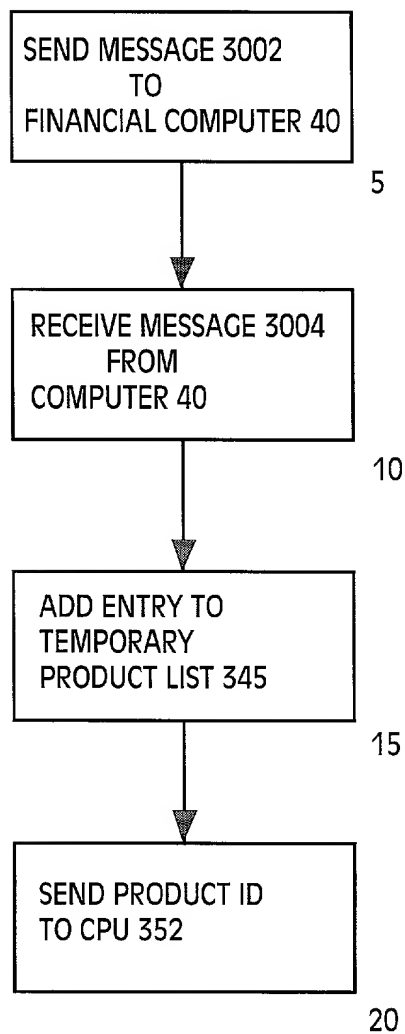 SEND MESSAGE 3002
TO
FINANCIAL COMPUTER 40
5
RECEIVE MESSAGE 3004
FROM
COMPUTER 40
10
ADD ENTRY TO
TEMPORARY
PRODUCT LIST 345
15
SEND PRODUCT ID
TO CPU 352
20